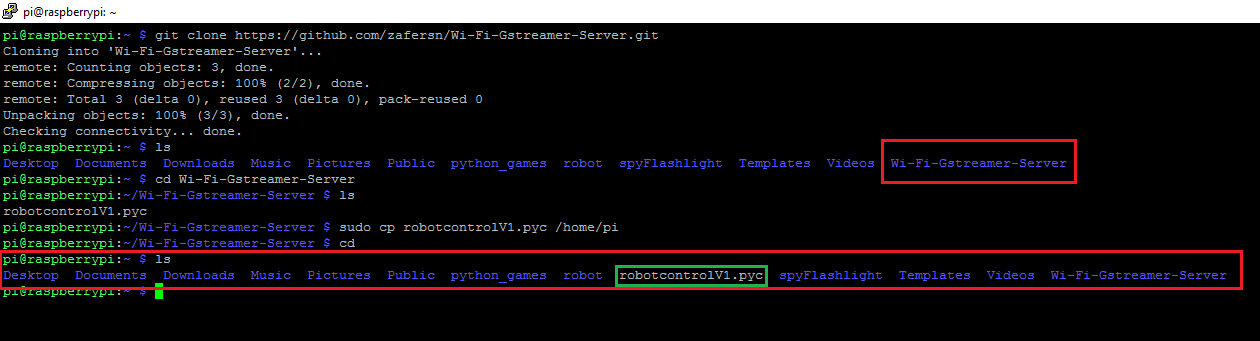 pi@raspberrypi: ~
pi@raspberrypi:~ $ git clone https://github.com/zafersn/Wi-Fi-Gstreamer-Server.git
Cloning into 'Wi-Fi-Gstreamer-Server'...
remote: Counting objects: 3, done.
remote: Compressing objects: 100% (2/2), done.
remote: Total 3 (delta 0), reused 3 (delta 0), pack-reused 0
Unpacking objects: 100% (3/3), done.
Checking connectivity... done.
pi@raspberrypi:~ $ ls
Desktop  Documents  Downloads  Music  Pictures  Public  python_games  robot  spyFlashlight  Templates  Videos  Wi-Fi-Gstreamer-Server
pi@raspberrypi:~ $ cd Wi-Fi-Gstreamer-Server
pi@raspberrypi:~/Wi-Fi-Gstreamer-Server $ ls
robotcontrolV1.pyc
pi@raspberrypi:~/Wi-Fi-Gstreamer-Server $ sudo cp robotcontrolV1.pyc /home/pi
pi@raspberrypi:~/Wi-Fi-Gstreamer-Server $ cd
pi@raspberrypi:~ $ ls
Desktop  Documents  Downloads  Music  Pictures  Public  python_games  robot  robotcontrolV1.pyc  spyFlashlight  Templates  Videos  Wi-Fi-Gstreamer-Server
pi@raspberrypi:~ $